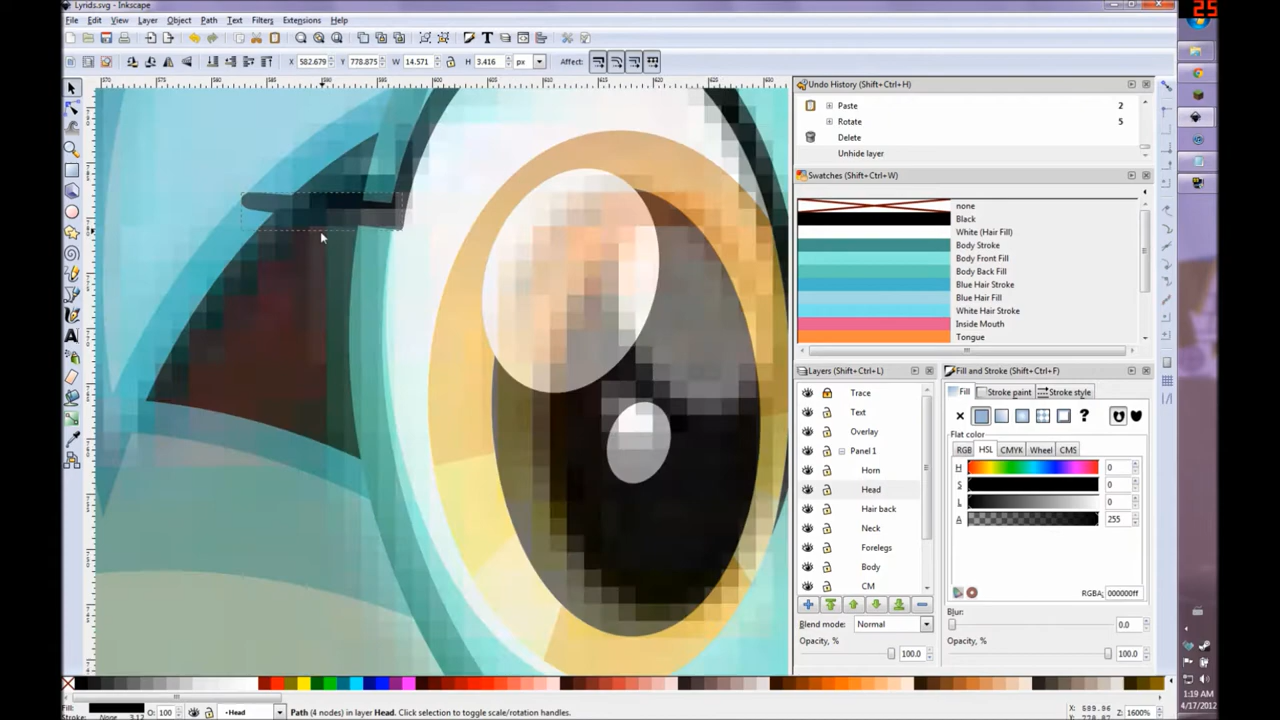 Lyrids.svg - Inkscape
25
File Edit View Layer Object Path Text Filters Extensions Help
X 582.679 Y 778.875 W 14.571 H 3.416 px Affect:
Undo History (Shift+Ctrl+H)
Paste 2
Rotate 5
Delete
Unhide layer
Swatches (Shift+Ctrl+W)
none
Black
White (Hair Fill)
Body Stroke
Body Front Fill
Body Back Fill
Blue Hair Stroke
Blue Hair Fill
White Hair Stroke
Inside Mouth
Tongue
Layers (Shift+Ctrl+L)
Trace
Text
Overlay
Panel 1
Horn
Head
Hair back
Neck
Forelegs
Body
CM
Blend mode: Normal
Opacity, %
100.0
Fill and Stroke (Shift+Ctrl+F)
Fill Stroke paint Stroke style
Flat color
RGB HSL CMYK Wheel CMS
H 0
S 0
L 0
A 255
RGBA: 000000ff
Blur:
0.0
Opacity, %
100.0
Fill:
Stroke: None 3.12
O: 100
Head
Path (4 nodes) in layer Head. Click selection to toggle scale/rotation handles.
X: 589.86
Z: 1600%
1:19 AM
4/17/2012